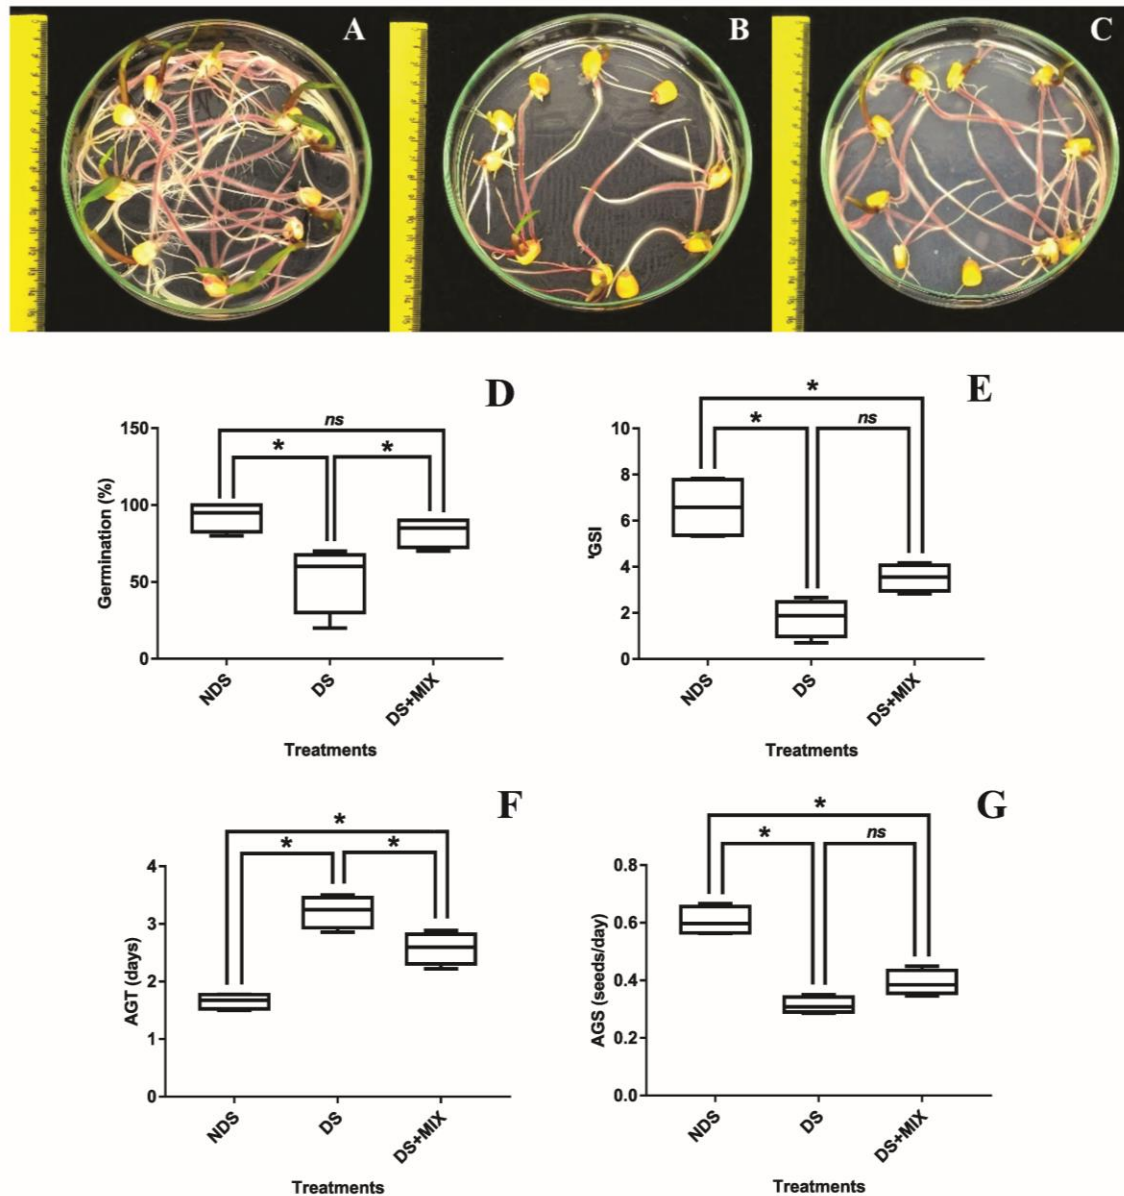 A
B
C
D
150
100
50
0
Germination (%)
ns
*
*
NDS
DS
DS+MIX
Treatments
E
10
8
6
4
2
0
GSI
*
*
ns
NDS
DS
DS+MIX
Treatments
F
4
3
2
1
0
AGT (days)
*
*
*
NDS
DS
DS+MIX
Treatments
G
0.8
0.6
0.4
0.2
0.0
AGS (seeds/day)
*
*
ns
NDS
DS
DS+MIX
Treatments